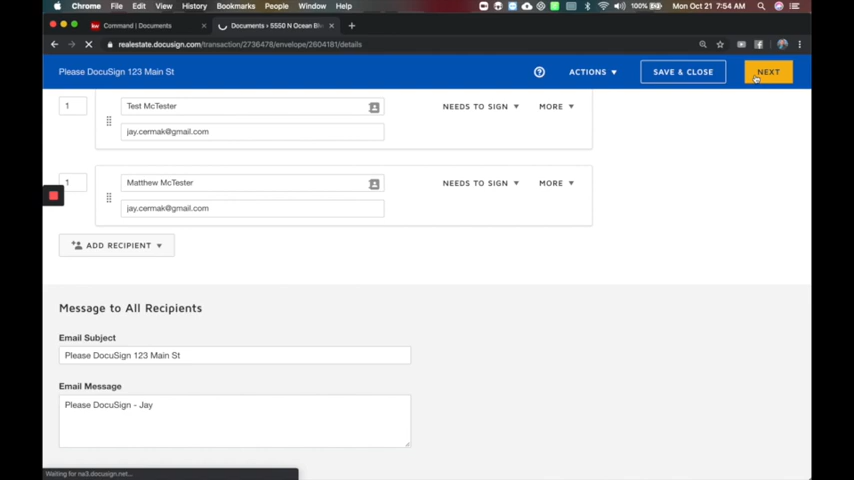 Chrome File Edit View History Bookmarks People Window Help 100% Mon Oct 21 7:54 AM
Command | Documents
Documents › 5550 N Ocean Blv
realestate.docusign.com/transaction/2736478/envelope/2604181/details
Please DocuSign 123 Main St
ACTIONS
SAVE & CLOSE
NEXT
1
Test McTester
NEEDS TO SIGN
MORE
jay.cermak@gmail.com
1
Matthew McTester
NEEDS TO SIGN
MORE
jay.cermak@gmail.com
ADD RECIPIENT
Message to All Recipients
Email Subject
Please DocuSign 123 Main St
Email Message
Please DocuSign - Jay
Waiting for na3.docusign.net...